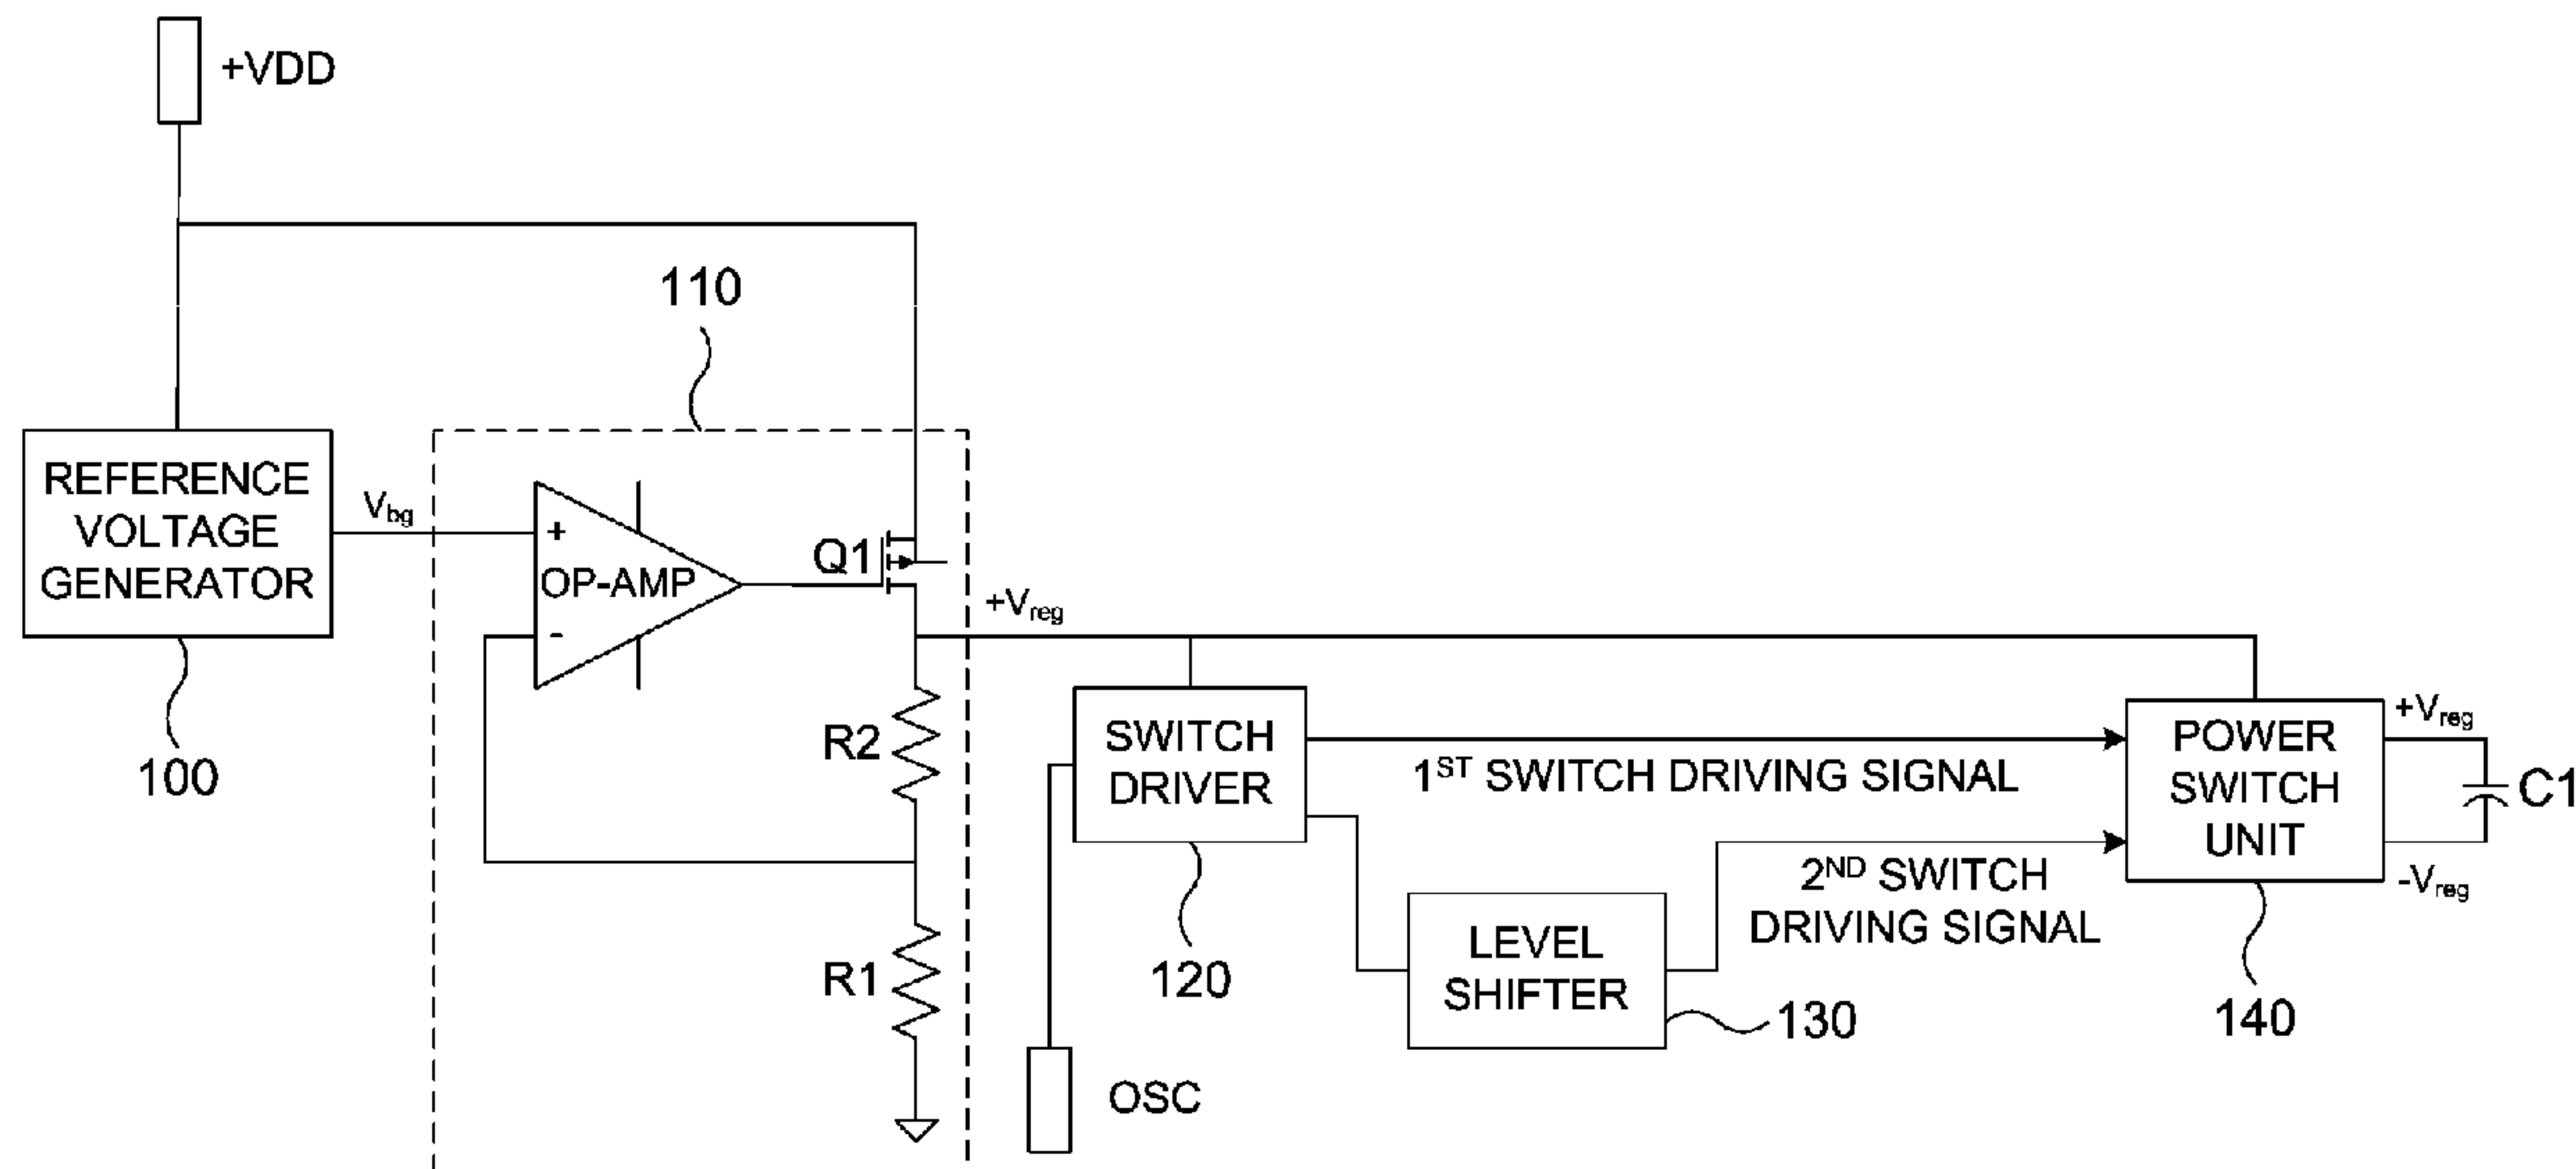 +VDD
110
REFERENCE
VOLTAGE
GENERATOR
Vbg
+
OP-AMP
-
Q1
+Vreg
100
R2
R1
SWITCH
DRIVER
120
OSC
1ST SWITCH DRIVING SIGNAL
2ND SWITCH
DRIVING SIGNAL
LEVEL
SHIFTER
130
POWER
SWITCH
UNIT
140
+Vreg
C1
-Vreg